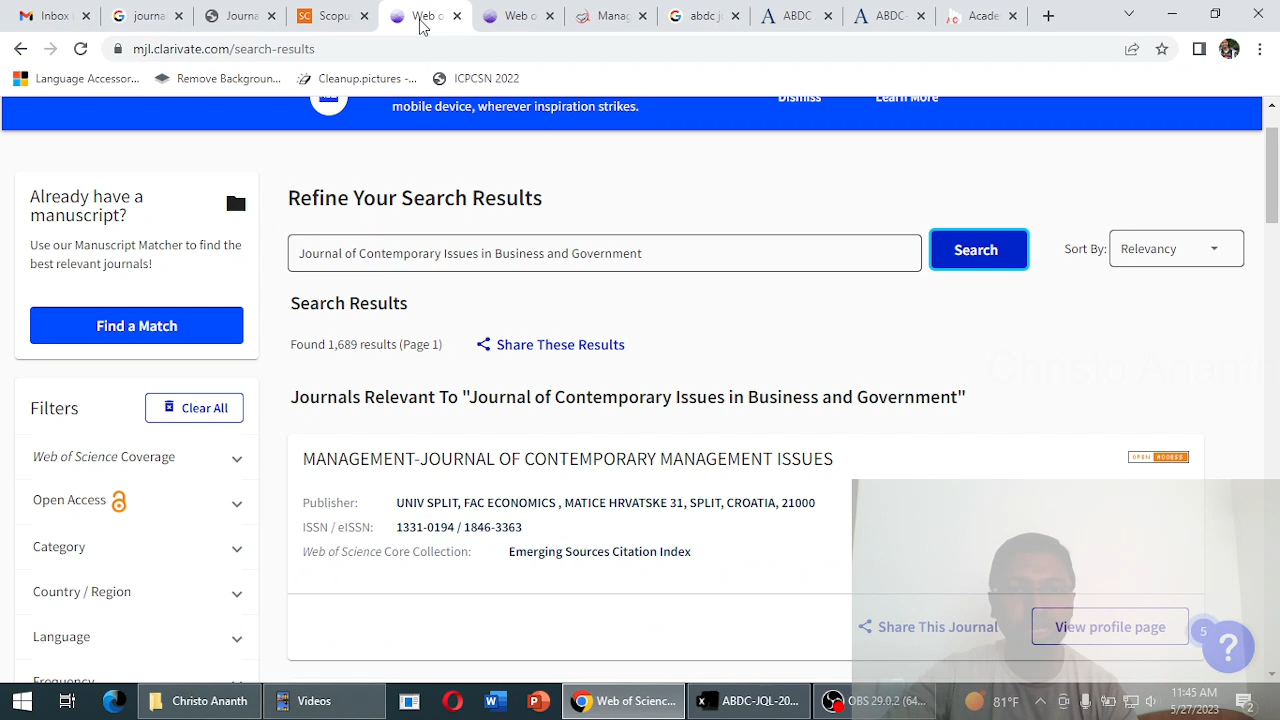 Inbox
journa
Journa
Scopus
Web o
Web o
Manag
abdc ju
ABDC
ABDC-
Acade
mjl.clarivate.com/search-results
Language Accessor...
Remove Backgroun...
Cleanup.pictures -...
ICPCSN 2022
mobile device, wherever inspiration strikes.
Dismiss
Learn More
Already have a
manuscript?
Use our Manuscript Matcher to find the
best relevant journals!
Find a Match
Filters
Clear All
Web of Science Coverage
Open Access
Category
Country / Region
Language
Frequency
Refine Your Search Results
Journal of Contemporary Issues in Business and Government
Search
Sort By:
Relevancy
Search Results
Found 1,689 results (Page 1)
Share These Results
Christo Ananth
Journals Relevant To "Journal of Contemporary Issues in Business and Government"
MANAGEMENT-JOURNAL OF CONTEMPORARY MANAGEMENT ISSUES
OPEN ACCESS
Publisher: UNIV SPLIT, FAC ECONOMICS , MATICE HRVATSKE 31, SPLIT, CROATIA, 21000
ISSN / eISSN: 1331-0194 / 1846-3363
Web of Science Core Collection: Emerging Sources Citation Index
Share This Journal
View profile page
5
?
Christo Ananth
Videos
Web of Scienc...
ABDC-JQL-20...
OBS 29.0.2 (64...
81°F
11:45 AM
5/27/2023
2